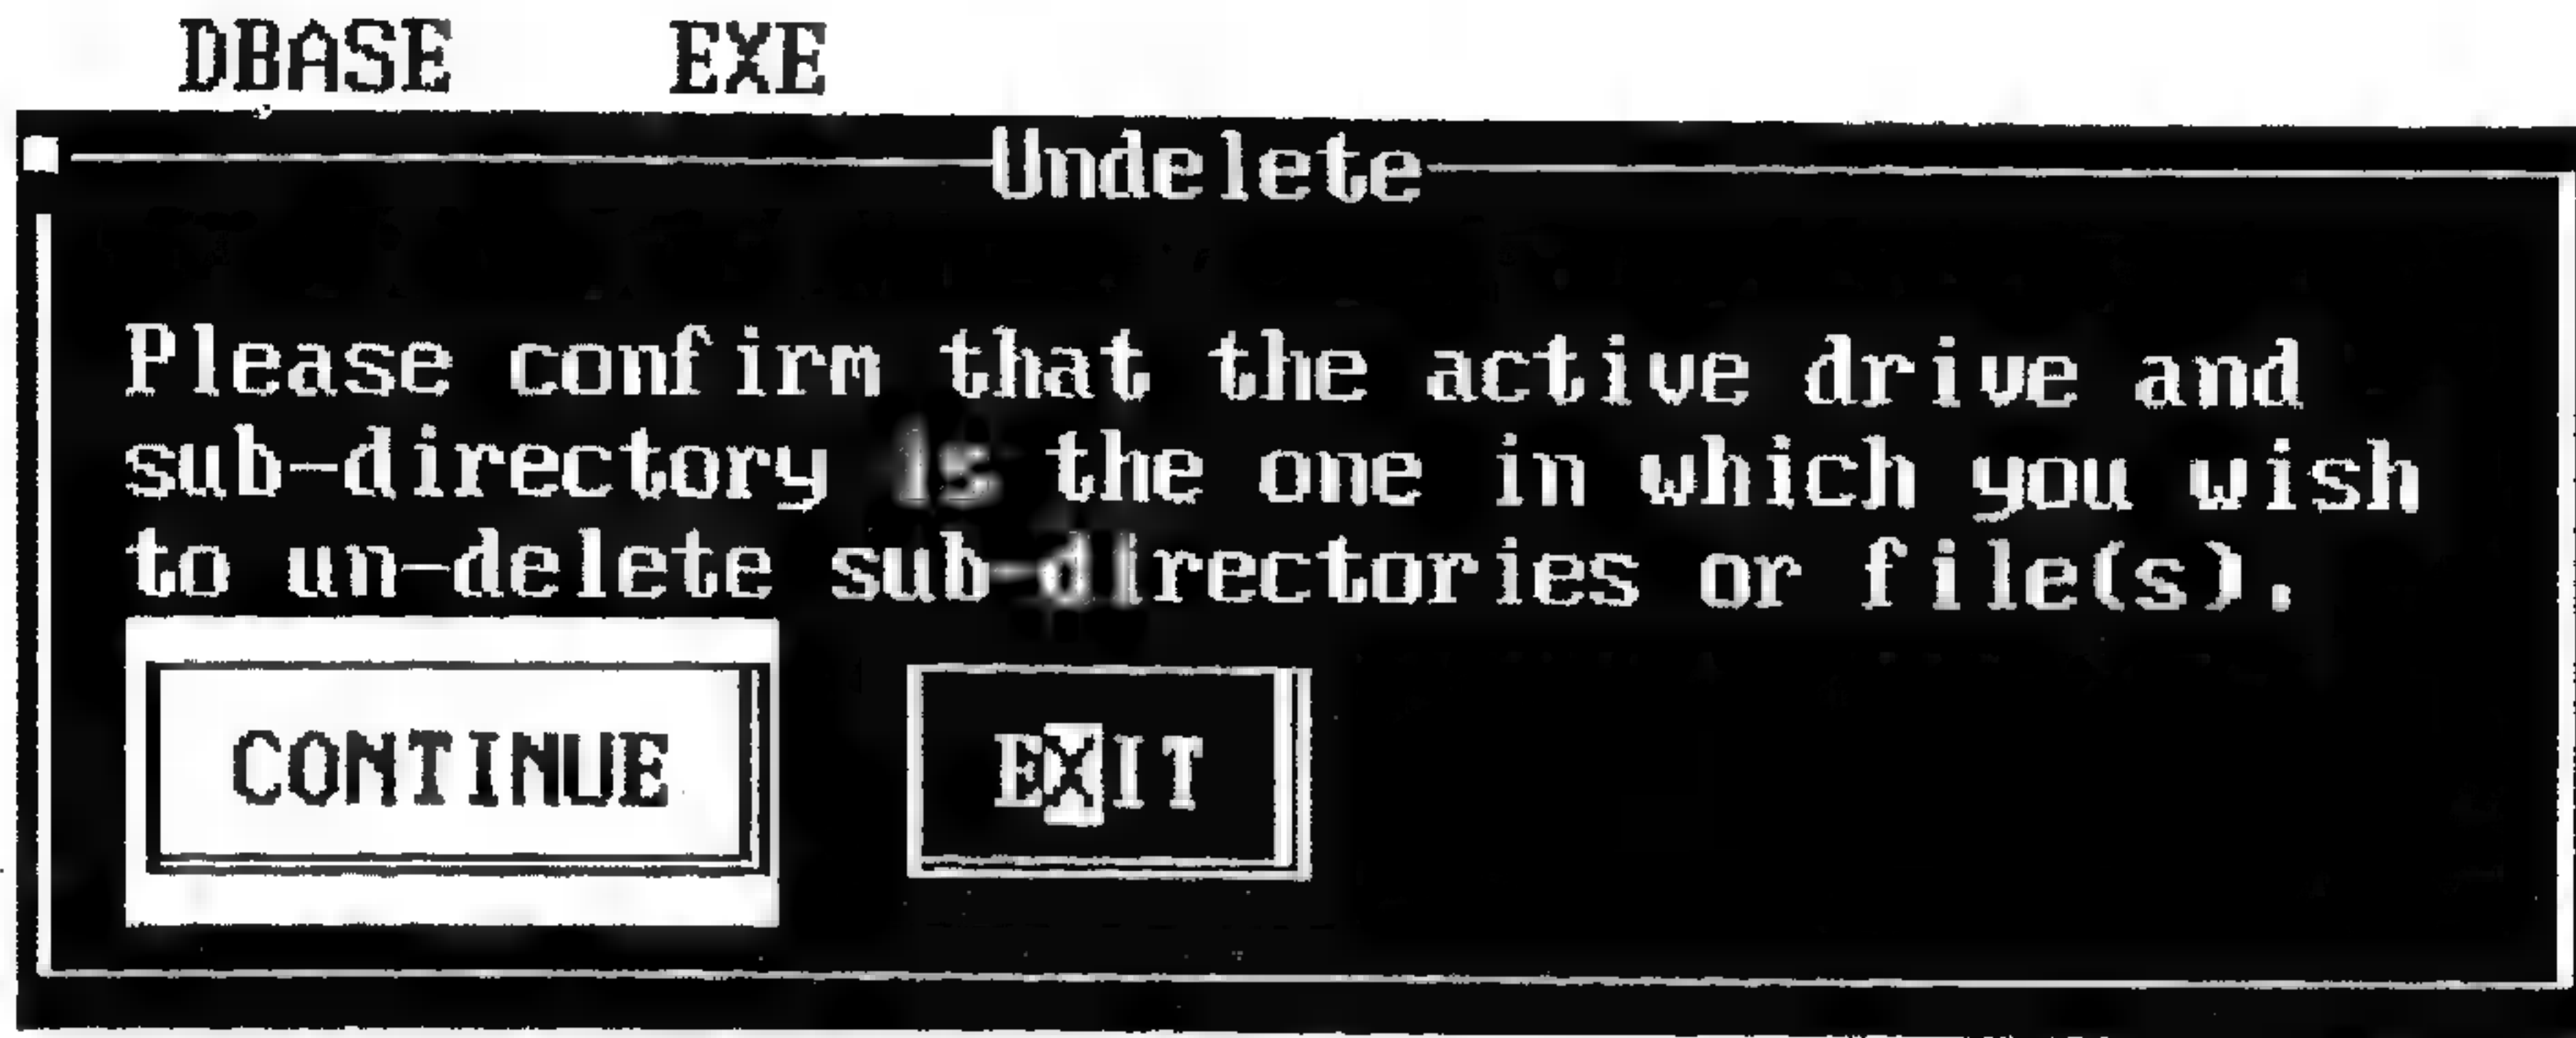 DBASE EXE
Undelete
Please confirm that the active drive and
sub-directory is the one in which you wish
to un-delete sub-directories or file(s).
CONTINUE EXIT